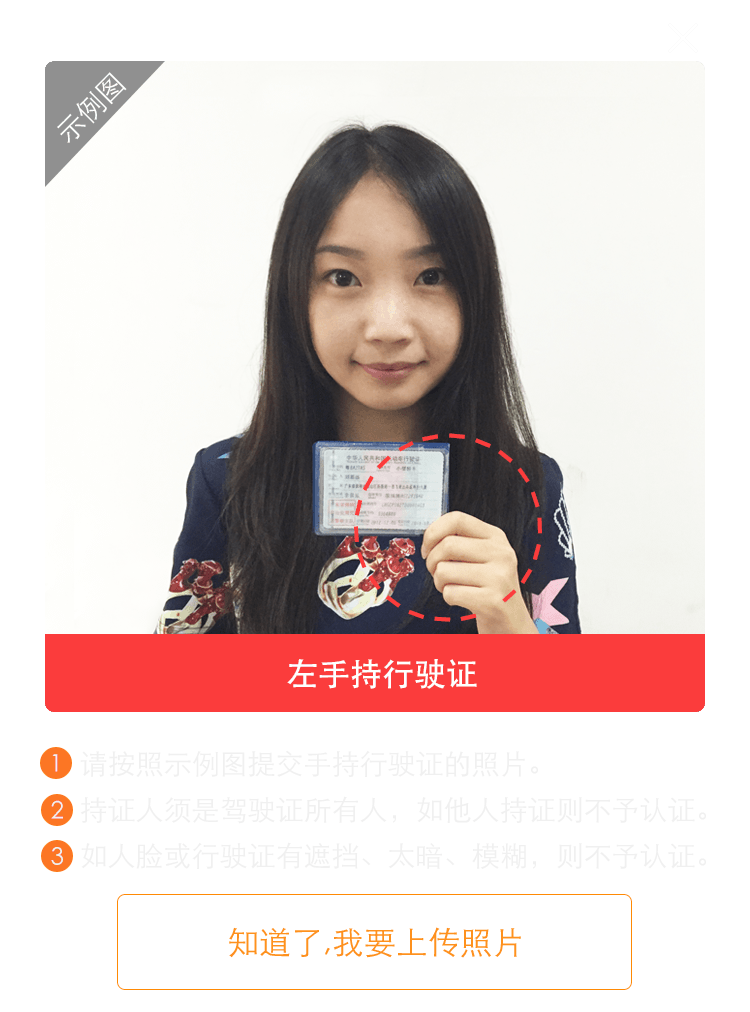 示例图
中华人民共和国机动车行驶证
左手持行驶证
1 请按照示例图提交手持行驶证的照片。
2 持证人须是驾驶证所有人，如他人持证则不予认证。
3 如人脸或行驶证有遮挡、太暗、模糊，则不予认证。
知道了,我要上传照片